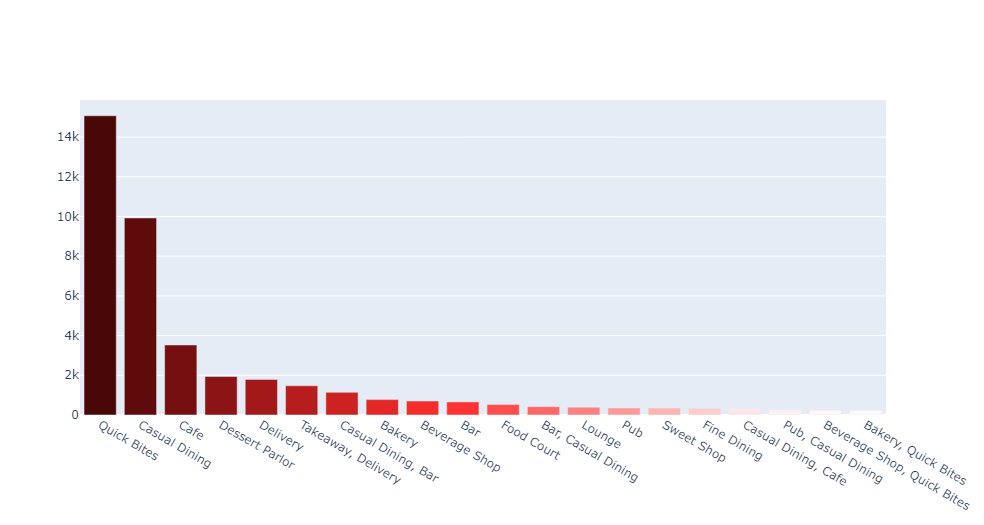 14k
12k
10k
8k
6k
4k
2k
0
Quick Bites
Casual Dining
Cafe
Dessert Parlor
Delivery
Takeaway, Delivery
Casual Dining, Bar
Bakery
Beverage Shop
Bar
Food Court
Bar, Casual Dining
Lounge
Pub
Sweet Shop
Fine Dining
Casual Dining, Cafe
Pub, Casual Dining
Beverage Shop, Quick Bites
Bakery, Quick Bites